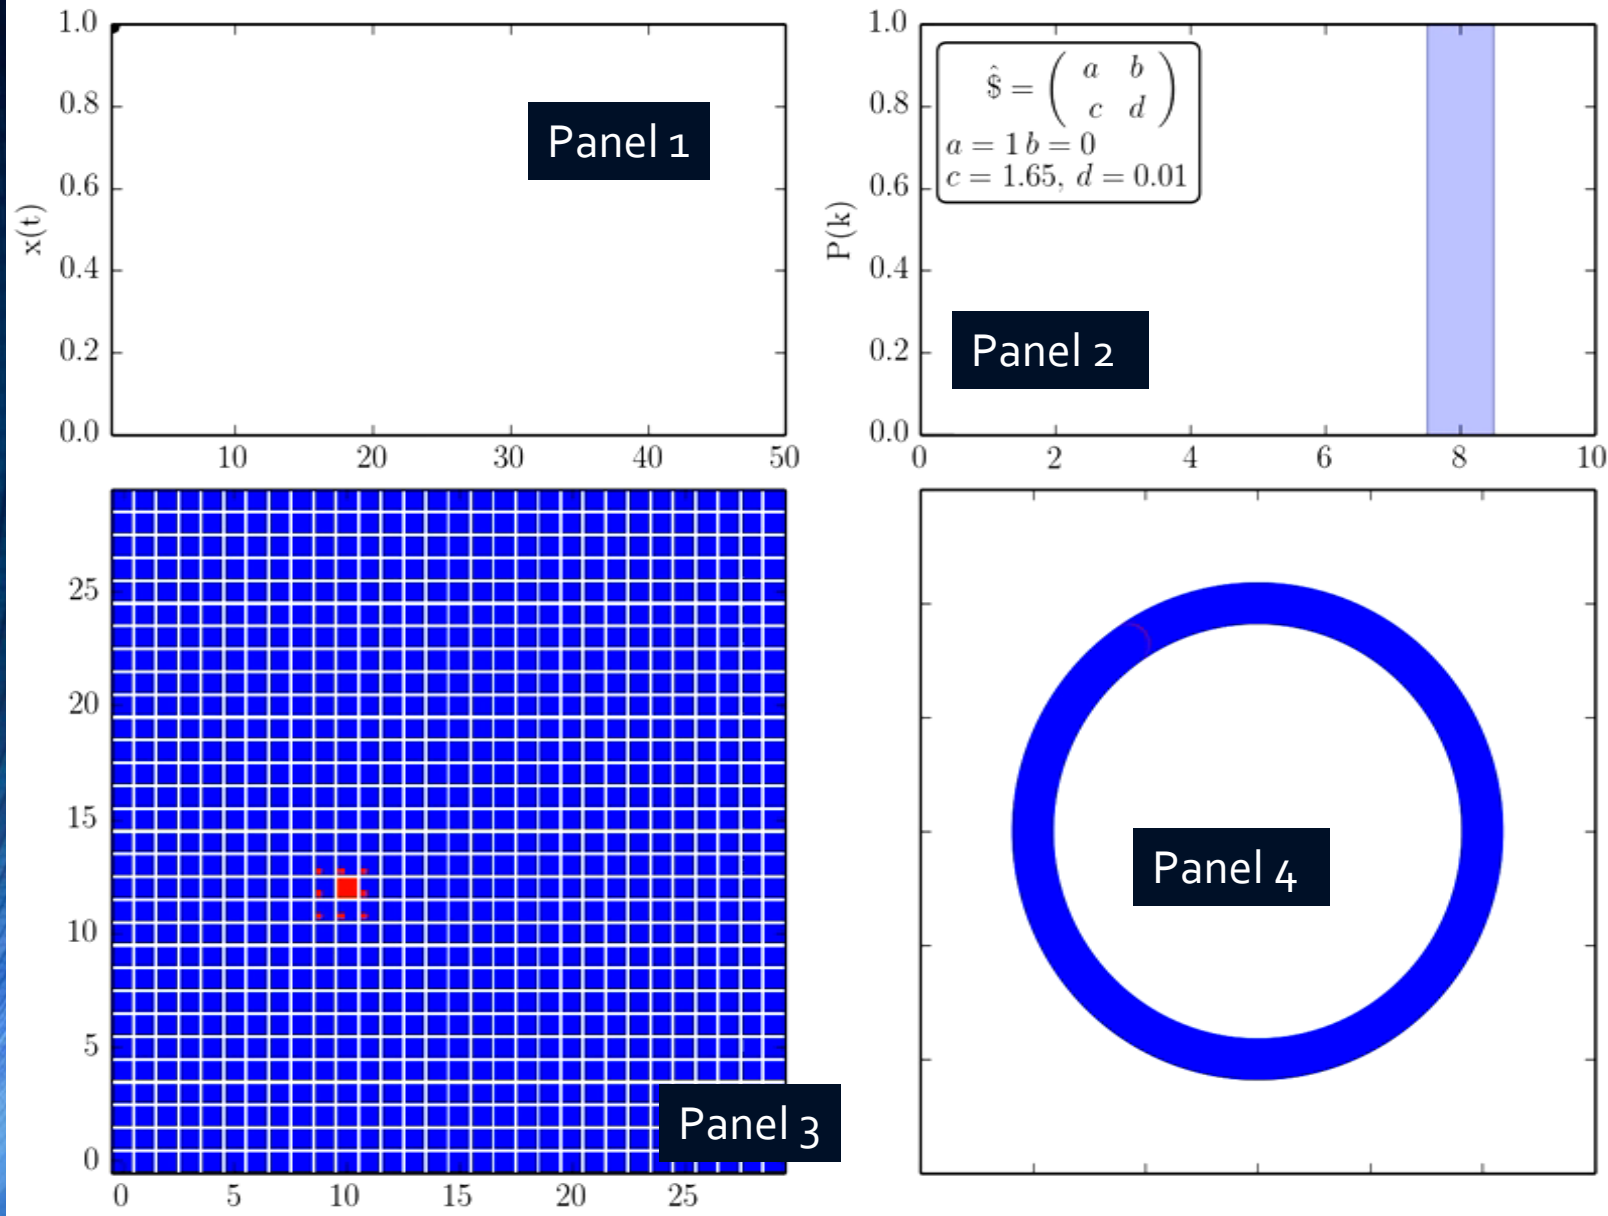 1.0
0.8
0.6
0.4
0.2
0.0
x(t)
10 20 30 40 50
Panel 1
1.0
0.8
0.6
0.4
0.2
0.0
P(k)
$̂ = ( a b
c d )
a = 1 b = 0
c = 1.65, d = 0.01
Panel 2
0 2 4 6 8 10
25
20
15
10
5
0
0 5 10 15 20 25
Panel 3
Panel 4